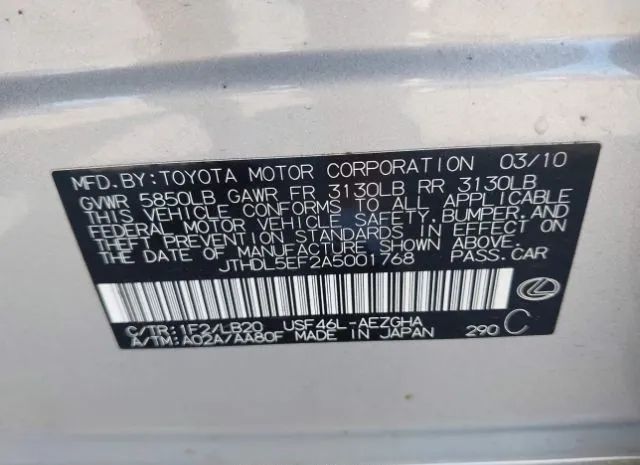 MFD. BY: TOYOTA MOTOR CORPORATION 03/10
GVWR 5850LB GAWR FR 3130LB RR 3130LB
THIS VEHICLE CONFORMS TO ALL APPLICABLE
FEDERAL MOTOR VEHICLE SAFETY, BUMPER, AND
THEFT PREVENTION STANDARDS IN EFFECT ON
THE DATE OF MANUFACTURE SHOWN ABOVE.
JTHDL5EF2A5001768 PASS. CAR
C/TR: 1F2/LB20 USF46L-AEZGHA
A/TM: A02A/AA80F MADE IN JAPAN 290 C